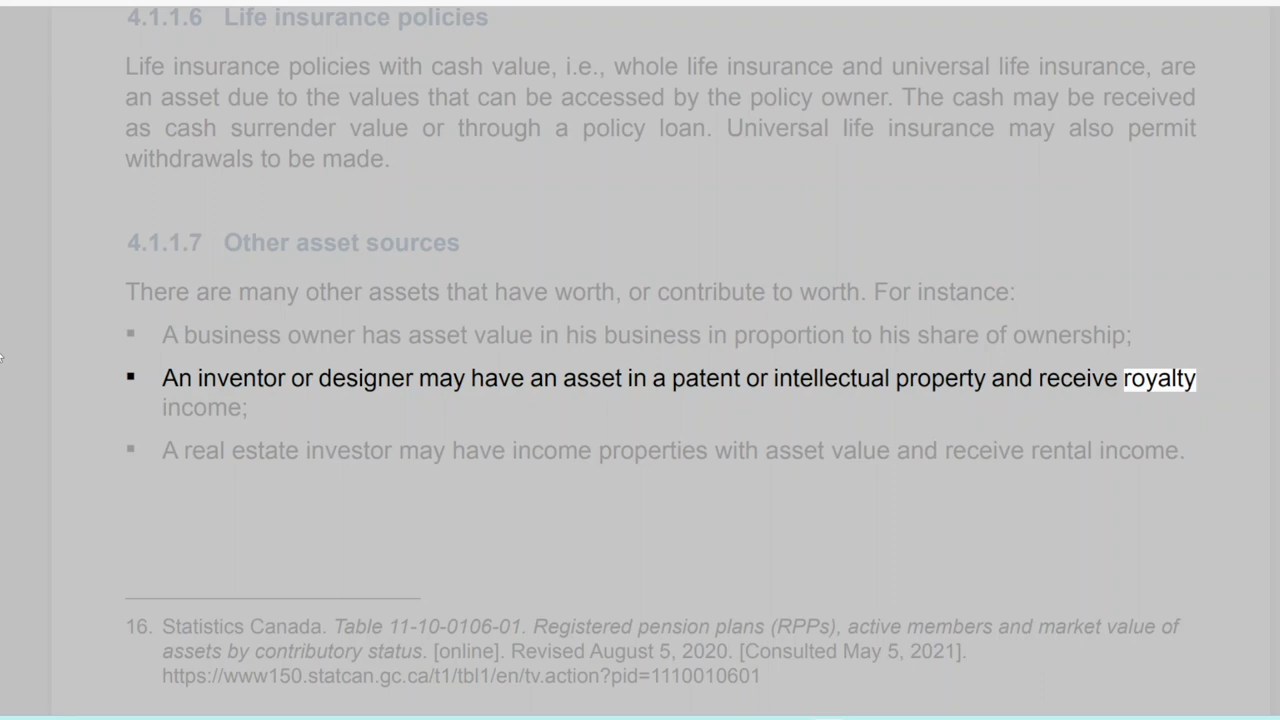 4.1.1.6 Life insurance policies
Life insurance policies with cash value, i.e., whole life insurance and universal life insurance, are
an asset due to the values that can be accessed by the policy owner. The cash may be received
as cash surrender value or through a policy loan. Universal life insurance may also permit
withdrawals to be made.
4.1.1.7 Other asset sources
There are many other assets that have worth, or contribute to worth. For instance:
▪ A business owner has asset value in his business in proportion to his share of ownership;
▪ An inventor or designer may have an asset in a patent or intellectual property and receive royalty
income;
▪ A real estate investor may have income properties with asset value and receive rental income.
16. Statistics Canada. Table 11-10-0106-01. Registered pension plans (RPPs), active members and market value of
assets by contributory status. [online]. Revised August 5, 2020. [Consulted May 5, 2021].
https://www150.statcan.gc.ca/t1/tbl1/en/tv.action?pid=1110010601